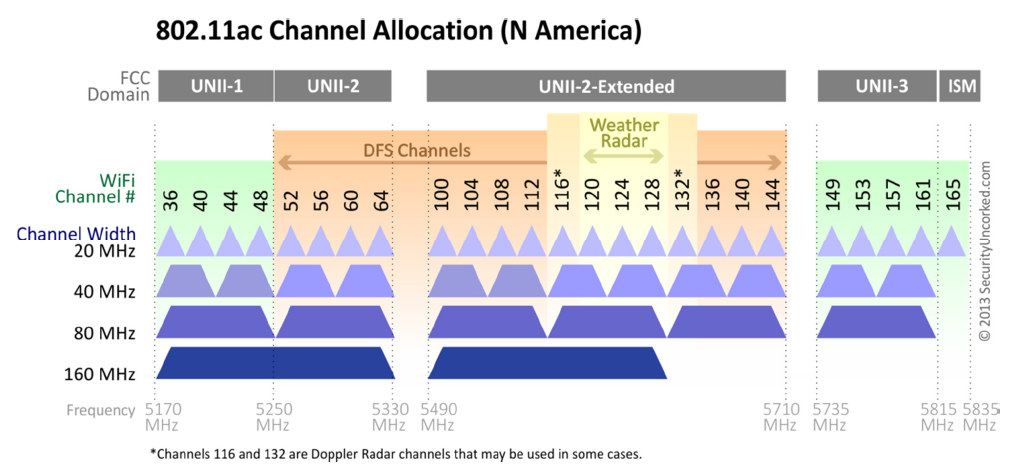 802.11ac Channel Allocation (N America)
FCC
Domain
UNII-1
UNII-2
UNII-2-Extended
UNII-3
ISM
Weather
Radar
DFS Channels
WiFi
Channel #
36
40
44
48
52
56
60
64
100
104
108
112
116*
120
124
128
132*
136
140
144
149
153
157
161
165
Channel Width
20 MHz
40 MHz
80 MHz
160 MHz
Frequency
5170
MHz
5250
MHz
5330
MHz
5490
MHz
5710
MHz
5735
MHz
5815
MHz
5835
MHz
*Channels 116 and 132 are Doppler Radar channels that may be used in some cases.
© 2013 SecurityUncorked.com